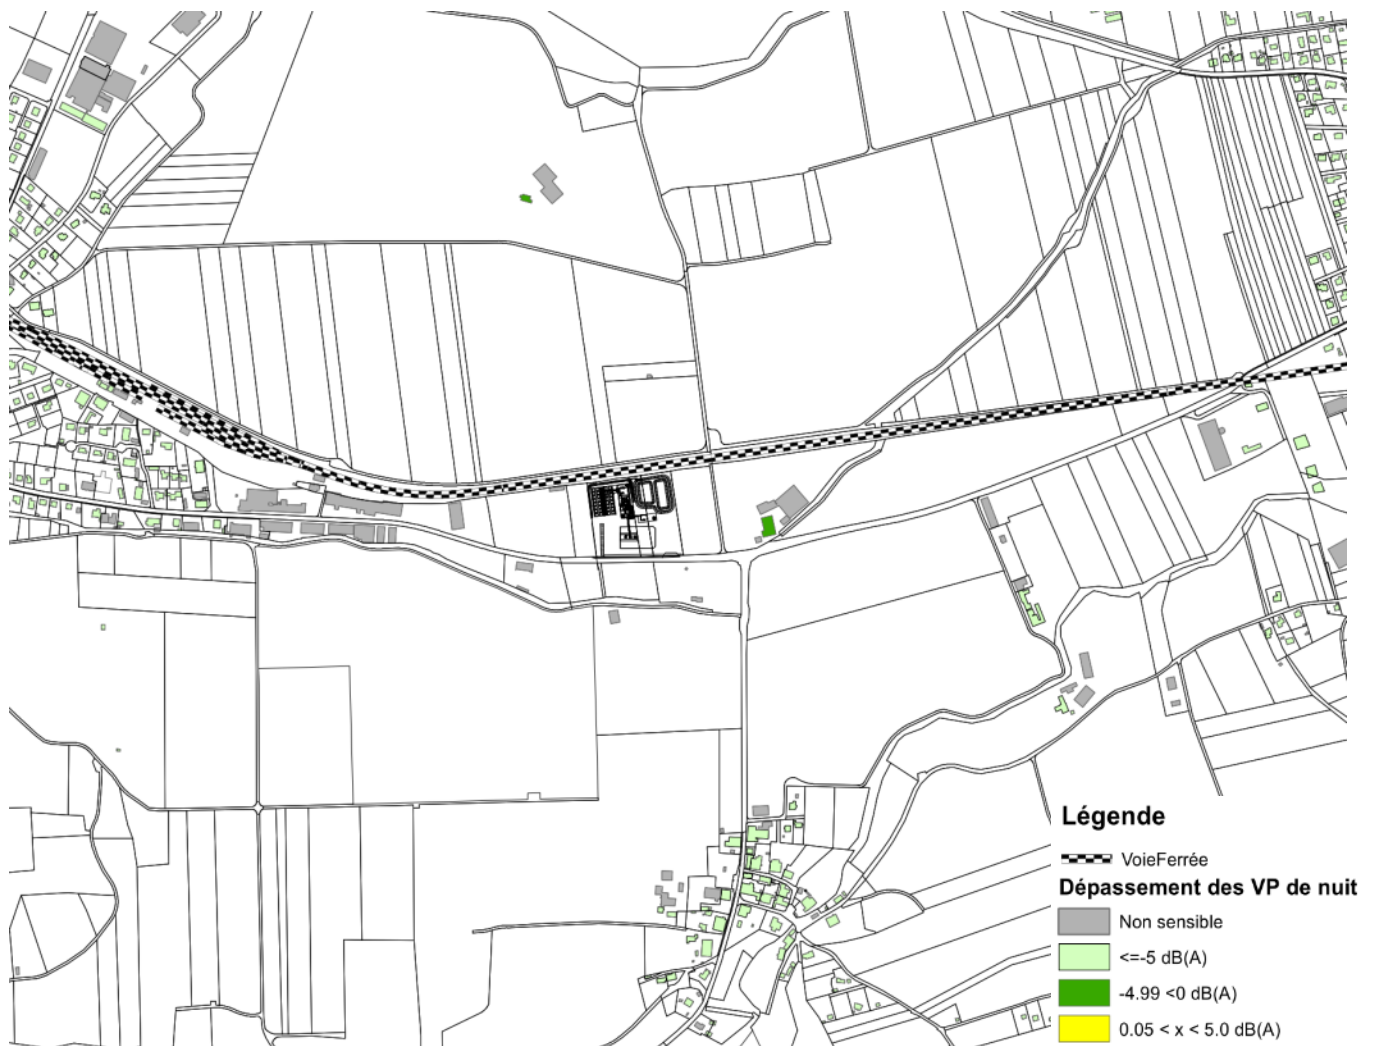 Légende
VoieFerrée
Dépassement des VP de nuit
Non sensible
<=-5 dB(A)
-4.99 <0 dB(A)
0.05 < x < 5.0 dB(A)